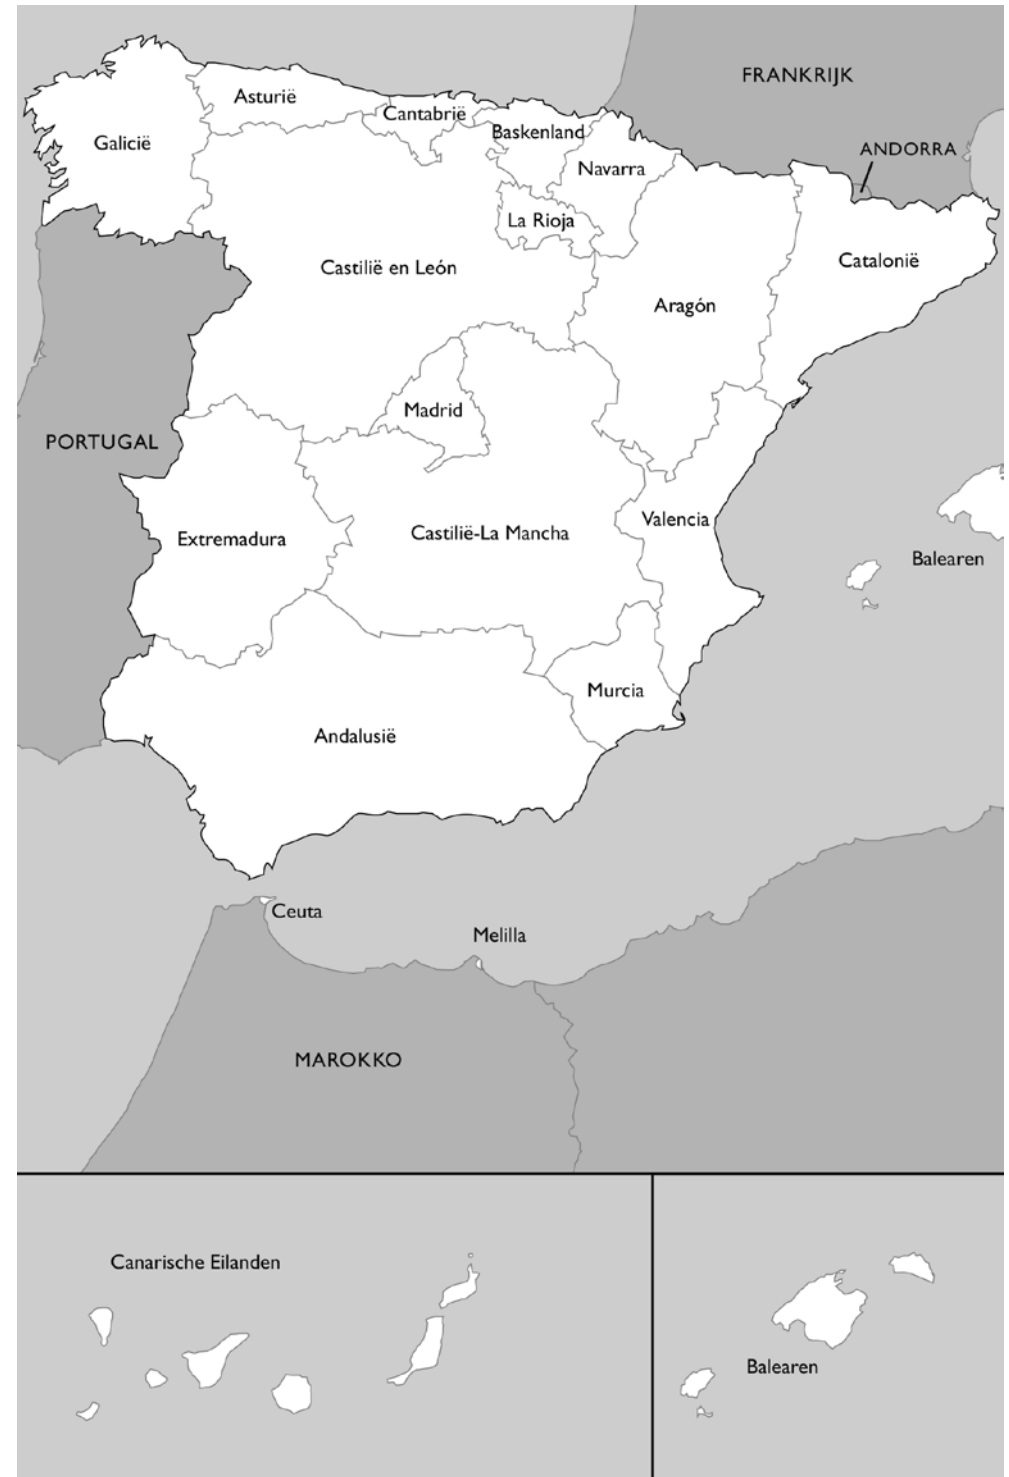 FRANKRIJK
Asturië
Cantabrië
Baskenland
Galicië
ANDORRA
Navarra
La Rioja
Castilië en León
Catalonië
Aragón
Madrid
PORTUGAL
Valencia
Extremadura
Castilië-La Mancha
Balearen
Murcia
Andalusië
Ceuta
Melilla
MAROKKO
Canarische Eilanden
Balearen